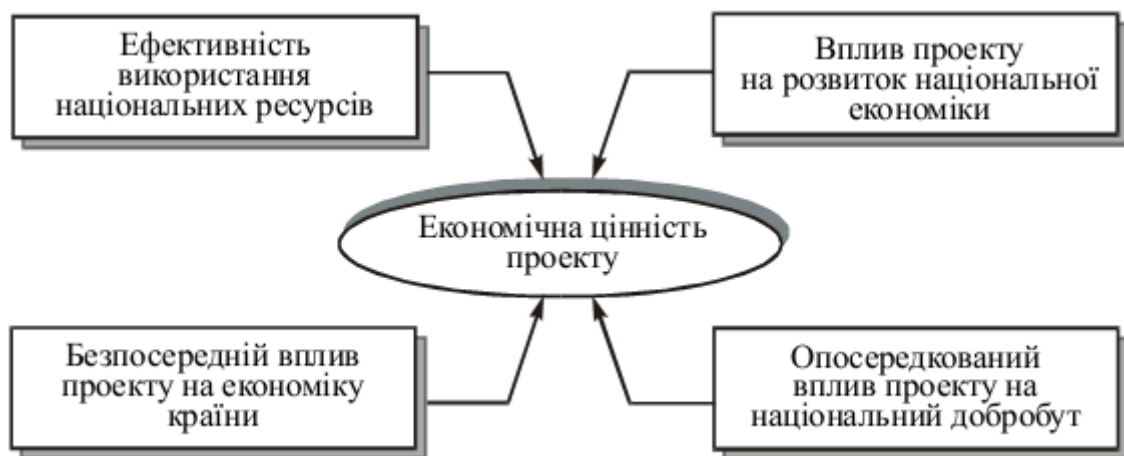 Ефективність
використання
національних ресурсів
Вплив проекту
на розвиток національної
економіки
Економічна цінність
проекту
Безпосередній вплив
проекту на економіку
країни
Опосередкований
вплив проекту на
національний добробут